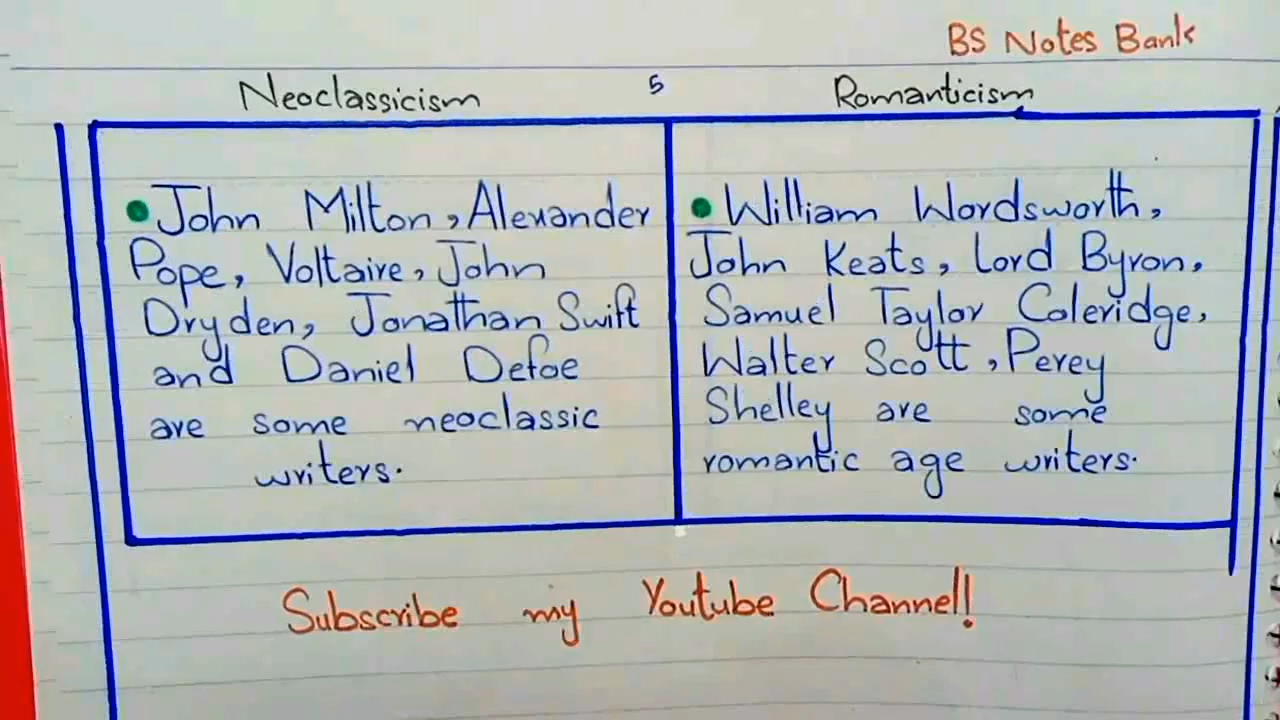 BS Notes Bank
Neoclassicism 5 Romanticism
• John Milton, Alexander
Pope, Voltaire, John
Dryden, Jonathan Swift
and Daniel Defoe
are some neoclassic
writers.
• William Wordsworth,
John Keats, Lord Byron,
Samuel Taylor Coleridge,
Walter Scott, Percy
Shelley are some
romantic age writers.
Subscribe my Youtube Channel!